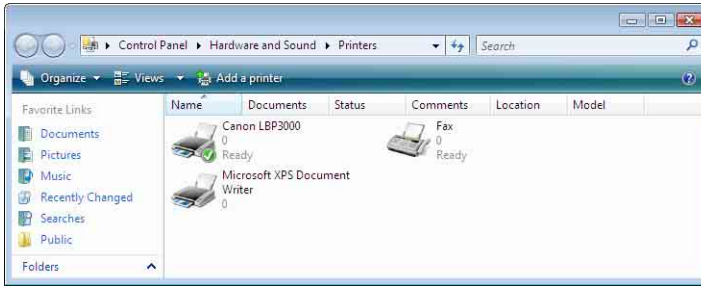 Control Panel Hardware and Sound Printers Search
Organize Views Add a printer
Favorite Links
Documents
Pictures
Music
Recently Changed
Searches
Public
Folders
Name Documents Status Comments Location Model
Canon LBP3000
0
Ready
Fax
0
Ready
Microsoft XPS Document
Writer
0